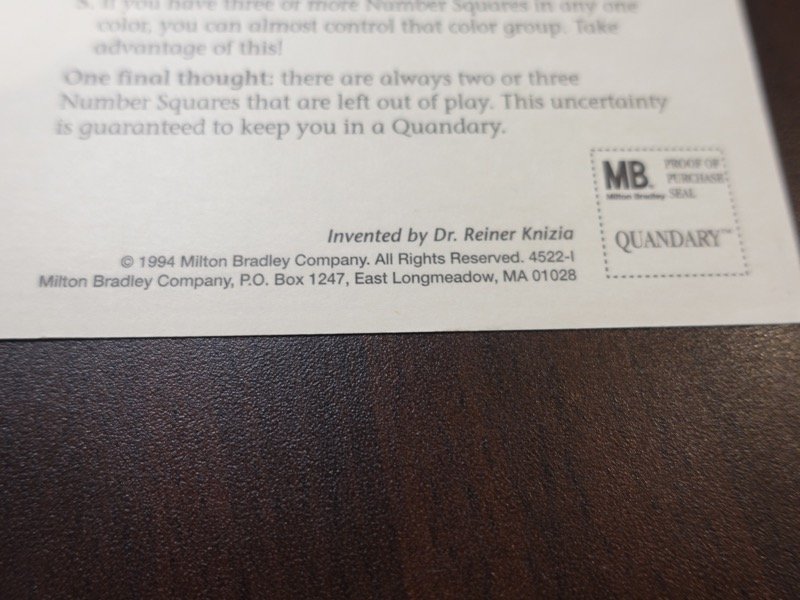 8. If you have three or more Number Squares in any one
color, you can almost control that color group. Take
advantage of this!
One final thought: there are always two or three
Number Squares that are left out of play. This uncertainty
is guaranteed to keep you in a Quandary.
MB® PROOF OF
PURCHASE
Milton Bradley SEAL
QUANDARY™
Invented by Dr. Reiner Knizia
© 1994 Milton Bradley Company. All Rights Reserved. 4522-I
Milton Bradley Company, P.O. Box 1247, East Longmeadow, MA 01028